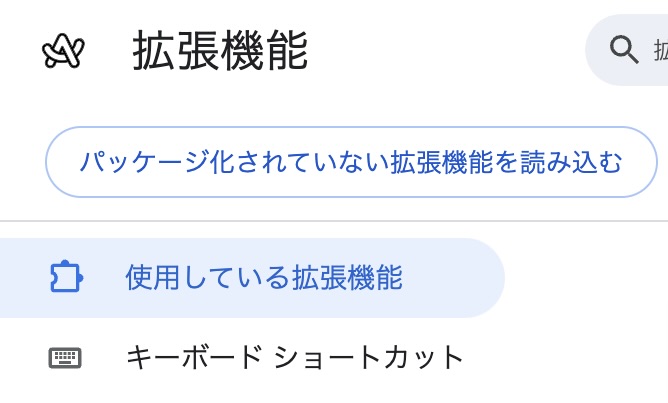 拡張機能
拡
パッケージ化されていない拡張機能を読み込む
使用している拡張機能
キーボード ショートカット